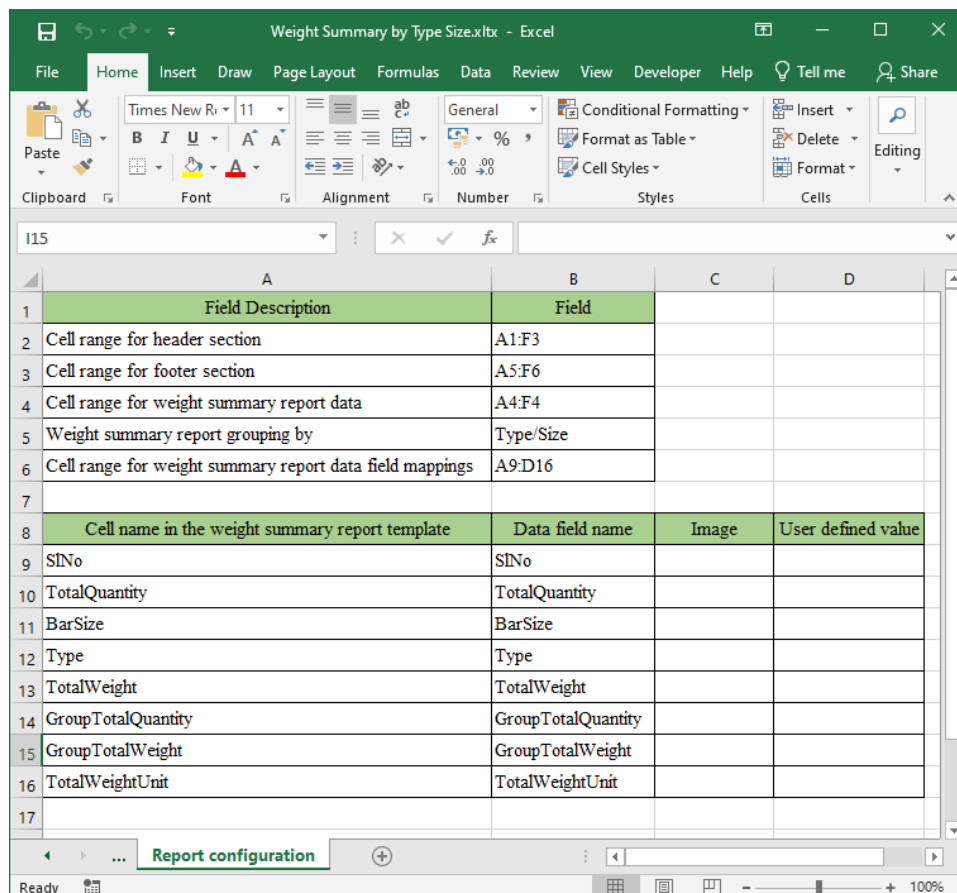 Weight Summary by Type Size.xltx - Excel
File Home Insert Draw Page Layout Formulas Data Review View Developer Help Tell me Share
Times New R 11 ab c General Conditional Formatting Insert
Paste B I U A A % , Format as Table Delete Editing
A .00 .0 .00 Cell Styles Format
Clipboard Font Alignment Number Styles Cells
I15 fx
A B C D
1 Field Description Field
2 Cell range for header section A1:F3
3 Cell range for footer section A5:F6
4 Cell range for weight summary report data A4:F4
5 Weight summary report grouping by Type/Size
6 Cell range for weight summary report data field mappings A9:D16
7
8 Cell name in the weight summary report template Data field name Image User defined value
9 SlNo SlNo
10 TotalQuantity TotalQuantity
11 BarSize BarSize
12 Type Type
13 TotalWeight TotalWeight
14 GroupTotalQuantity GroupTotalQuantity
15 GroupTotalWeight GroupTotalWeight
16 TotalWeightUnit TotalWeightUnit
17
... Report configuration
Ready 100%